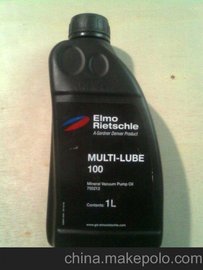 Elmo
Rietschle
A Gardner Denver Product
MULTI-LUBE
100
Mineral Vacuum Pump Oil
Contents:
1L
china.makepolo.com